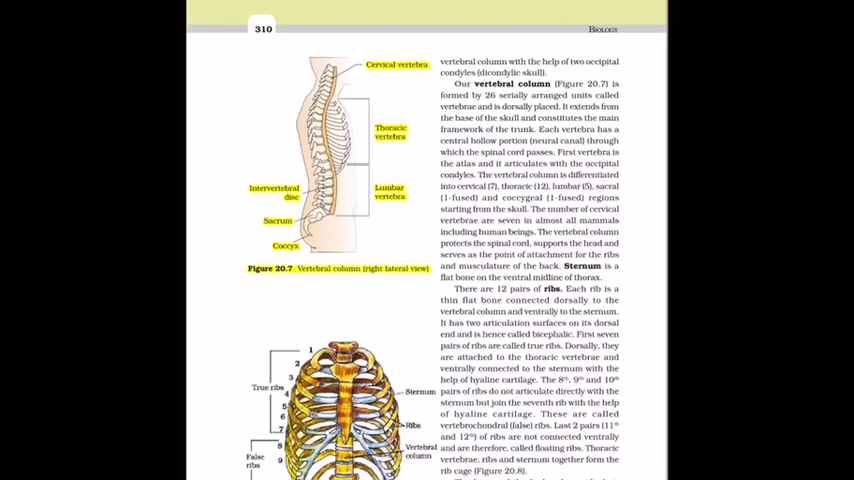 310
BIOLOGY
Cervical vertebra
Thoracic
vertebra
Intervertebral
disc
Lumbar
vertebra
Sacrum
Coccyx
Figure 20.7 Vertebral column (right lateral view)
1
2
3
4
5
6
7
8
9
True ribs
False
ribs
Sternum
Ribs
Vertebral
column
vertebral column with the help of two occipital
condyles (dicondylic skull).
Our vertebral column (Figure 20.7) is
formed by 26 serially arranged units called
vertebrae and is dorsally placed. It extends from
the base of the skull and constitutes the main
framework of the trunk. Each vertebra has a
central hollow portion (neural canal) through
which the spinal cord passes. First vertebra is
the atlas and it articulates with the occipital
condyles. The vertebral column is differentiated
into cervical (7), thoracic (12), lumbar (5), sacral
(1-fused) and coccygeal (1-fused) regions
starting from the skull. The number of cervical
vertebrae are seven in almost all mammals
including human beings. The vertebral column
protects the spinal cord, supports the head and
serves as the point of attachment for the ribs
and musculature of the back. Sternum is a
flat bone on the ventral midline of thorax.
There are 12 pairs of ribs. Each rib is a
thin flat bone connected dorsally to the
vertebral column and ventrally to the sternum.
It has two articulation surfaces on its dorsal
end and is hence called bicephalic. First seven
pairs of ribs are called true ribs. Dorsally, they
are attached to the thoracic vertebrae and
ventrally connected to the sternum with the
help of hyaline cartilage. The 8th, 9th and 10th
pairs of ribs do not articulate directly with the
sternum but join the seventh rib with the help
of hyaline cartilage. These are called
vertebrochondral (false) ribs. Last 2 pairs (11th
and 12th) of ribs are not connected ventrally
and are therefore, called floating ribs. Thoracic
vertebrae, ribs and sternum together form the
rib cage (Figure 20.8).